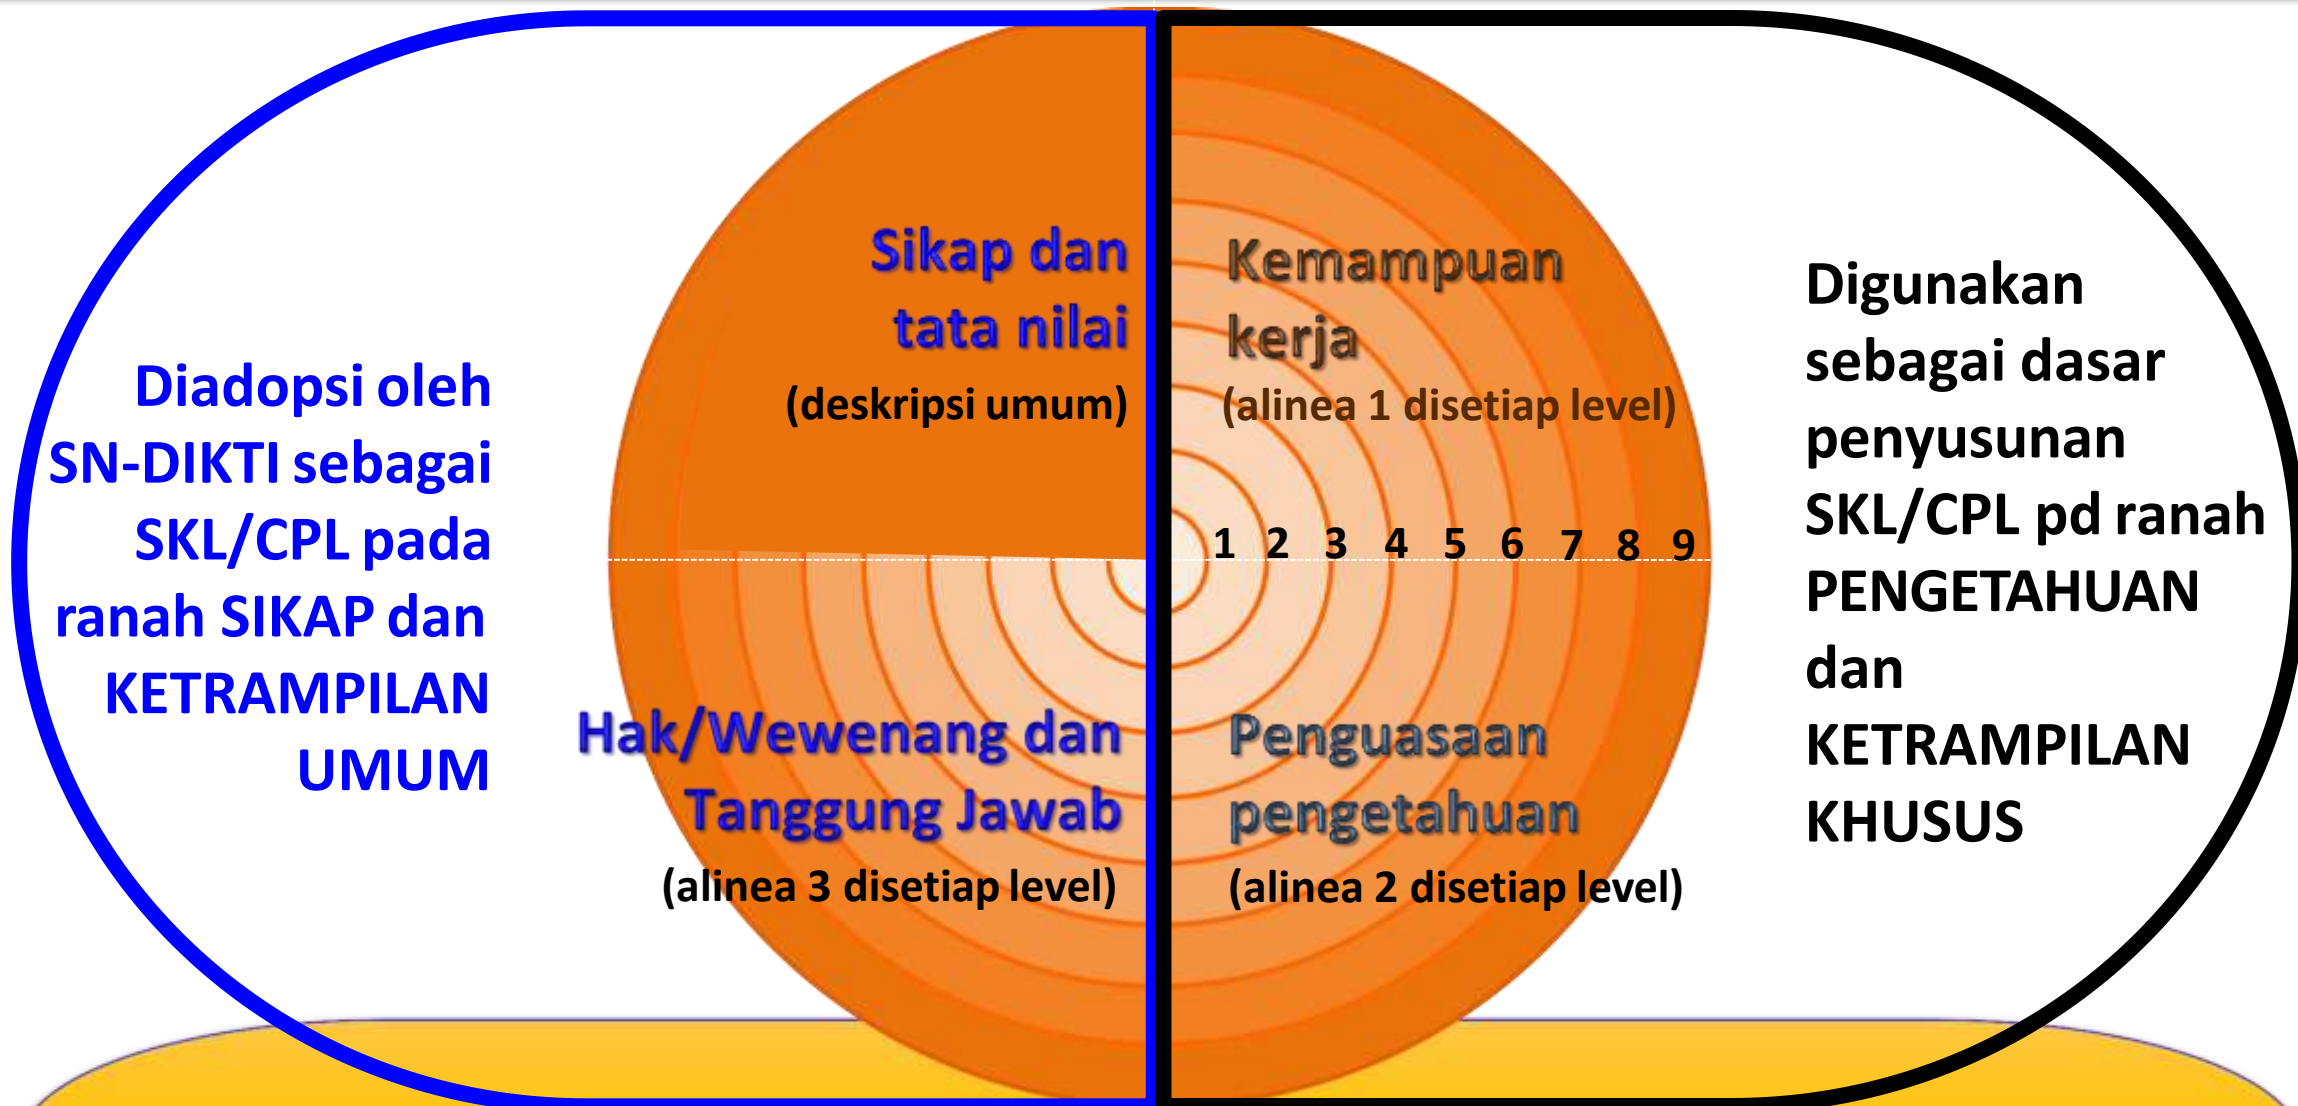 Diadopsi oleh
SN-DIKTI sebagai
SKL/CPL pada
ranah SIKAP dan
KETRAMPILAN
UMUM
Sikap dan
tata nilai
(deskripsi umum)
Kemampuan
kerja
(alinea 1 disetiap level)
1 2 3 4 5 6 7 8 9
Hak/Wewenang dan
Tanggung Jawab
(alinea 3 disetiap level)
Penguasaan
pengetahuan
(alinea 2 disetiap level)
Digunakan
sebagai dasar
penyusunan
SKL/CPL pd ranah
PENGETAHUAN
dan
KETRAMPILAN
KHUSUS